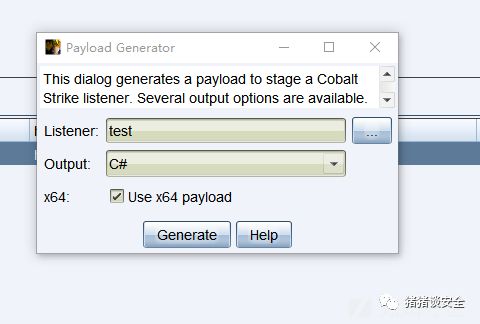 Payload Generator
This dialog generates a payload to stage a Cobalt
Strike listener. Several output options are available.
Listener: test ...
Output: C#
x64: Use x64 payload
Generate Help
猪猪谈安全